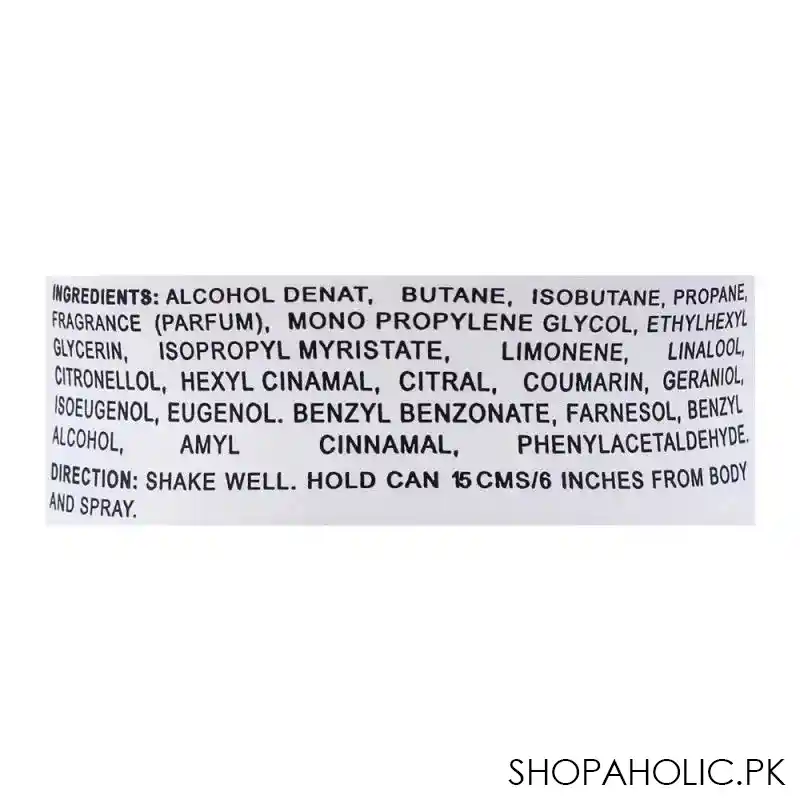 INGREDIENTS: ALCOHOL DENAT, BUTANE, ISOBUTANE, PROPANE,
FRAGRANCE (PARFUM), MONO PROPYLENE GLYCOL, ETHYLHEXYL
GLYCERIN, ISOPROPYL MYRISTATE, LIMONENE, LINALOOL,
CITRONELLOL, HEXYL CINAMAL, CITRAL, COUMARIN, GERANIOL,
ISOEUGENOL, EUGENOL. BENZYL BENZONATE, FARNESOL, BENZYL
ALCOHOL, AMYL CINNAMAL, PHENYLACETALDEHYDE.
DIRECTION: SHAKE WELL. HOLD CAN 15CMS/6 INCHES FROM BODY
AND SPRAY.
SHOPAHOLIC.PK